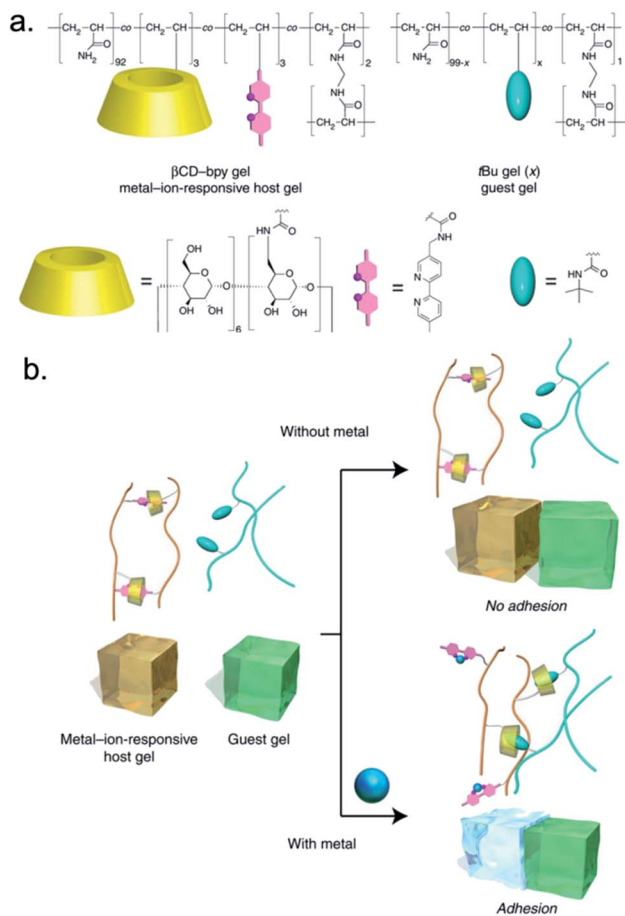 a.
CH₂ CH co CH₂ CH co CH₂ CH co CH₂ CH
CH₂ CH co CH₂ CH co CH₂ CH
O
NH₂
92
3
3
O
NH
NH
O
2
CH₂ CH
O
NH₂
99-x
x
O
NH
NH
O
1
CH₂ CH
βCD–bpy gel
metal–ion-responsive host gel
tBu gel (x)
guest gel
=
OH
O
O
OH
OH
6
HN
O
O
O
OH
OH
=
HN
O
N
N
=
HN
O
b.
Without metal
No adhesion
Metal–ion-responsive
host gel
Guest gel
With metal
Adhesion